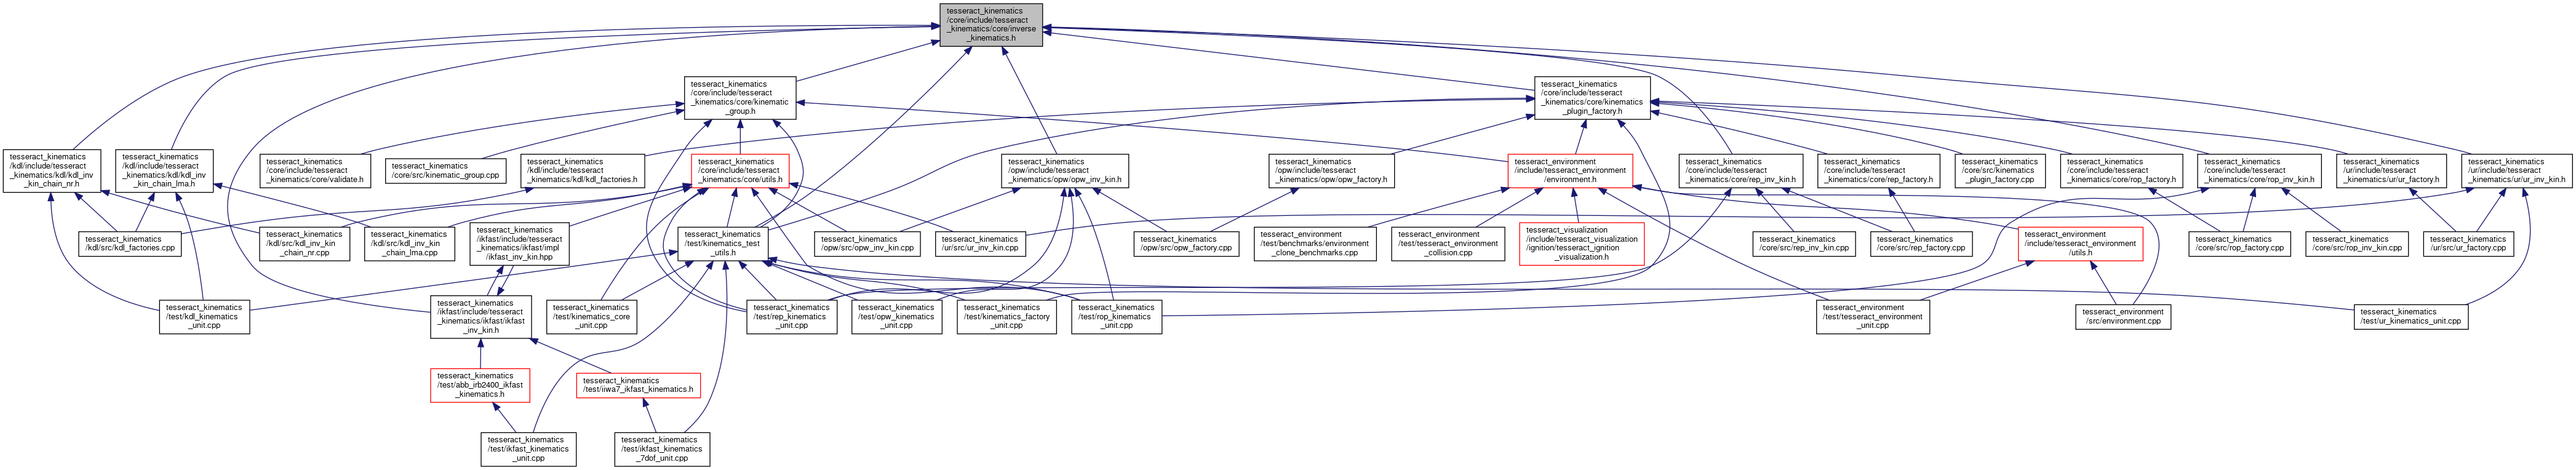 tesseract_kinematics
/core/include/tesseract
_kinematics/core/inverse
_kinematics.h
tesseract_kinematics
/core/include/tesseract
_kinematics/core/kinematic
_group.h
tesseract_kinematics
/core/include/tesseract
_kinematics/core/kinematics
_plugin_factory.h
tesseract_kinematics
/kdl/include/tesseract
_kinematics/kdl/kdl_inv
_kin_chain_nr.h
tesseract_kinematics
/kdl/include/tesseract
_kinematics/kdl/kdl_inv
_kin_chain_lma.h
tesseract_kinematics
/core/include/tesseract
_kinematics/core/validate.h
tesseract_kinematics
/core/src/kinematic_group.cpp
tesseract_kinematics
/kdl/include/tesseract
_kinematics/kdl/kdl_factories.h
tesseract_kinematics
/core/include/tesseract
_kinematics/core/utils.h
tesseract_kinematics
/opw/include/tesseract
_kinematics/opw/opw_inv_kin.h
tesseract_kinematics
/opw/include/tesseract
_kinematics/opw/opw_factory.h
tesseract_environment
/include/tesseract_environment
/environment.h
tesseract_kinematics
/core/include/tesseract
_kinematics/core/rep_inv_kin.h
tesseract_kinematics
/core/include/tesseract
_kinematics/core/rep_factory.h
tesseract_kinematics
/core/src/kinematics
_plugin_factory.cpp
tesseract_kinematics
/core/include/tesseract
_kinematics/core/rop_factory.h
tesseract_kinematics
/core/include/tesseract
_kinematics/core/rop_inv_kin.h
tesseract_kinematics
/ur/include/tesseract
_kinematics/ur/ur_factory.h
tesseract_kinematics
/ur/include/tesseract
_kinematics/ur/ur_inv_kin.h
tesseract_kinematics
/kdl/src/kdl_factories.cpp
tesseract_kinematics
/kdl/src/kdl_inv_kin
_chain_nr.cpp
tesseract_kinematics
/kdl/src/kdl_inv_kin
_chain_lma.cpp
tesseract_kinematics
/ikfast/include/tesseract
_kinematics/ikfast/impl
/ikfast_inv_kin.hpp
tesseract_kinematics
/test/kinematics_test
_utils.h
tesseract_kinematics
/opw/src/opw_inv_kin.cpp
tesseract_kinematics
/ur/src/ur_inv_kin.cpp
tesseract_kinematics
/opw/src/opw_factory.cpp
tesseract_environment
/test/benchmarks/environment
_clone_benchmarks.cpp
tesseract_environment
/test/tesseract_environment
_collision.cpp
tesseract_visualization
/include/tesseract_visualization
/ignition/tesseract_ignition
_visualization.h
tesseract_kinematics
/core/src/rep_inv_kin.cpp
tesseract_kinematics
/core/src/rep_factory.cpp
tesseract_environment
/include/tesseract_environment
/utils.h
tesseract_kinematics
/core/src/rop_factory.cpp
tesseract_kinematics
/core/src/rop_inv_kin.cpp
tesseract_kinematics
/ur/src/ur_factory.cpp
tesseract_kinematics
/test/kdl_kinematics
_unit.cpp
tesseract_kinematics
/ikfast/include/tesseract
_kinematics/ikfast/ikfast
_inv_kin.h
tesseract_kinematics
/test/kinematics_core
_unit.cpp
tesseract_kinematics
/test/rep_kinematics
_unit.cpp
tesseract_kinematics
/test/opw_kinematics
_unit.cpp
tesseract_kinematics
/test/kinematics_factory
_unit.cpp
tesseract_kinematics
/test/rop_kinematics
_unit.cpp
tesseract_environment
/test/tesseract_environment
_unit.cpp
tesseract_environment
/src/environment.cpp
tesseract_kinematics
/test/ur_kinematics_unit.cpp
tesseract_kinematics
/test/abb_irb2400_ikfast
_kinematics.h
tesseract_kinematics
/test/iiwa7_ikfast_kinematics.h
tesseract_kinematics
/test/ikfast_kinematics
_unit.cpp
tesseract_kinematics
/test/ikfast_kinematics
_7dof_unit.cpp